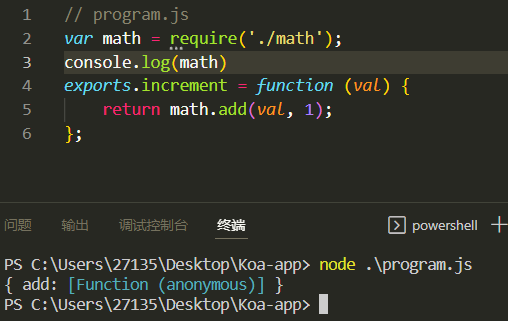 1 // program.js
2 var math = require('./math');
3 console.log(math)
4 exports.increment = function (val) {
5     return math.add(val, 1);
6 };
问题 输出 调试控制台 终端 powershell
PS C:\Users\27135\Desktop\Koa-app> node .\program.js
{ add: [Function (anonymous)] }
PS C:\Users\27135\Desktop\Koa-app>